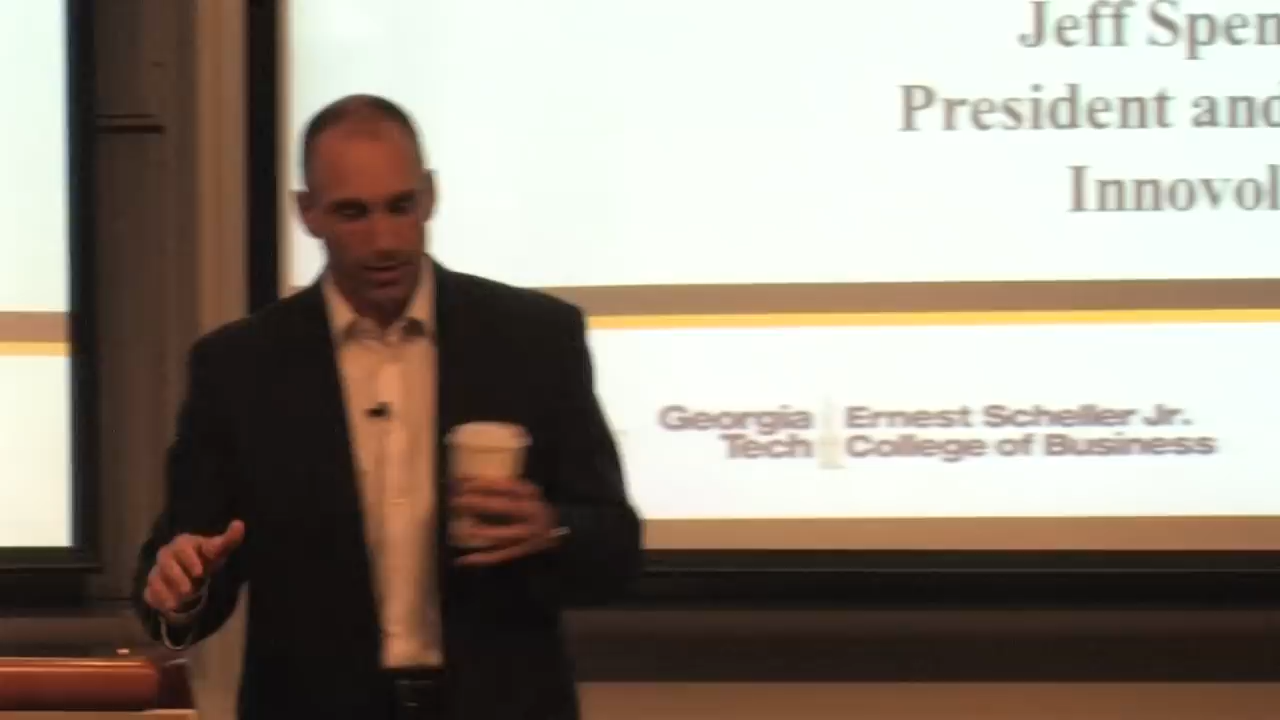 Jeff Spen
President and
Innovol
Georgia Tech
Ernest Scheller Jr.
College of Business